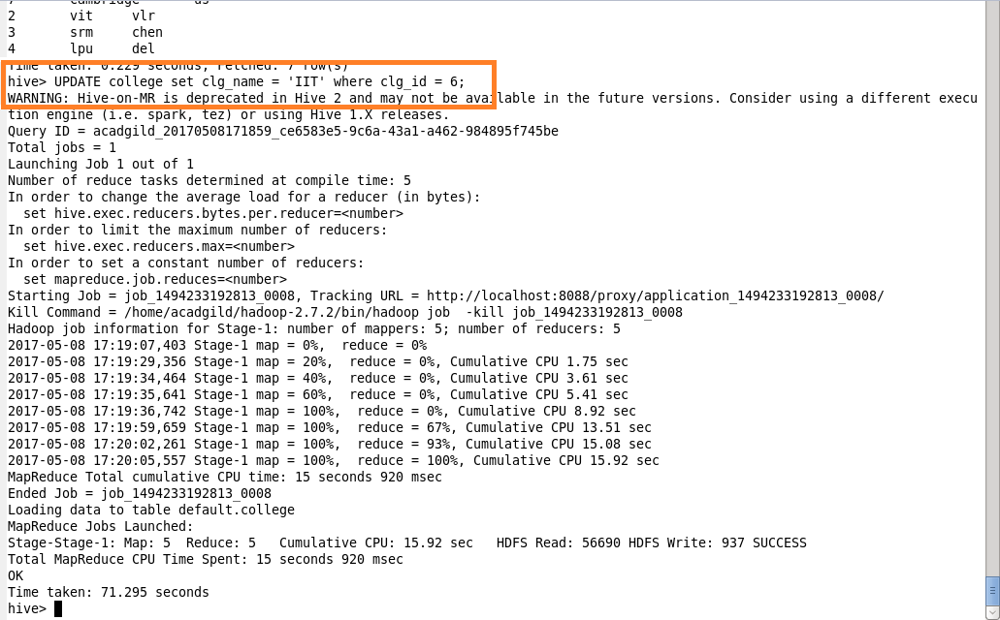 7 cambridge us
2 vit vlr
3 srm chen
4 lpu del
Time taken: 0.229 seconds, Fetched: 7 row(s)
hive> UPDATE college set clg_name = 'IIT' where clg_id = 6;
WARNING: Hive-on-MR is deprecated in Hive 2 and may not be available in the future versions. Consider using a different execu
tion engine (i.e. spark, tez) or using Hive 1.X releases.
Query ID = acadgild_20170508171859_ce6583e5-9c6a-43a1-a462-984895f745be
Total jobs = 1
Launching Job 1 out of 1
Number of reduce tasks determined at compile time: 5
In order to change the average load for a reducer (in bytes):
  set hive.exec.reducers.bytes.per.reducer=<number>
In order to limit the maximum number of reducers:
  set hive.exec.reducers.max=<number>
In order to set a constant number of reducers:
  set mapreduce.job.reduces=<number>
Starting Job = job_1494233192813_0008, Tracking URL = http://localhost:8088/proxy/application_1494233192813_0008/
Kill Command = /home/acadgild/hadoop-2.7.2/bin/hadoop job  -kill job_1494233192813_0008
Hadoop job information for Stage-1: number of mappers: 5; number of reducers: 5
2017-05-08 17:19:07,403 Stage-1 map = 0%,  reduce = 0%
2017-05-08 17:19:29,356 Stage-1 map = 20%,  reduce = 0%, Cumulative CPU 1.75 sec
2017-05-08 17:19:34,464 Stage-1 map = 40%,  reduce = 0%, Cumulative CPU 3.61 sec
2017-05-08 17:19:35,641 Stage-1 map = 60%,  reduce = 0%, Cumulative CPU 5.41 sec
2017-05-08 17:19:36,742 Stage-1 map = 100%,  reduce = 0%, Cumulative CPU 8.92 sec
2017-05-08 17:19:59,659 Stage-1 map = 100%,  reduce = 67%, Cumulative CPU 13.51 sec
2017-05-08 17:20:02,261 Stage-1 map = 100%,  reduce = 93%, Cumulative CPU 15.08 sec
2017-05-08 17:20:05,557 Stage-1 map = 100%,  reduce = 100%, Cumulative CPU 15.92 sec
MapReduce Total cumulative CPU time: 15 seconds 920 msec
Ended Job = job_1494233192813_0008
Loading data to table default.college
MapReduce Jobs Launched:
Stage-Stage-1: Map: 5  Reduce: 5   Cumulative CPU: 15.92 sec   HDFS Read: 56690 HDFS Write: 937 SUCCESS
Total MapReduce CPU Time Spent: 15 seconds 920 msec
OK
Time taken: 71.295 seconds
hive>